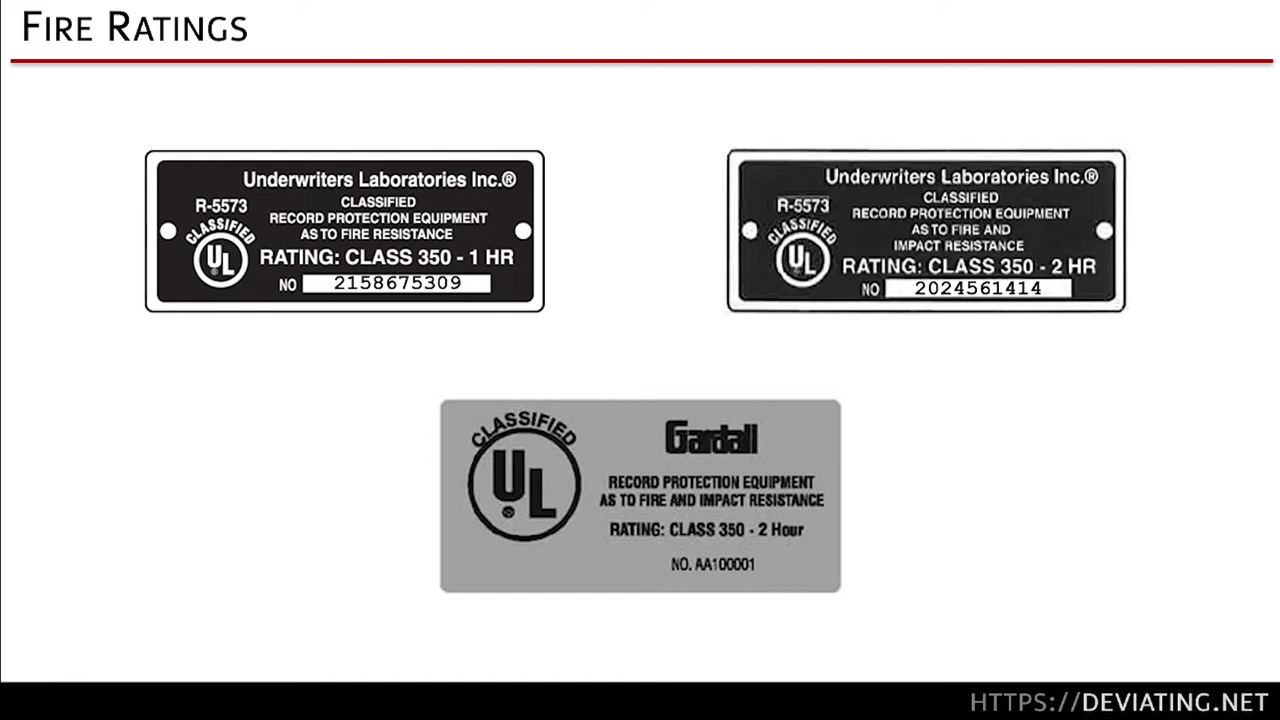 FIRE RATINGS
Underwriters Laboratories Inc.®
R-5573
CLASSIFIED
UL®
CLASSIFIED
RECORD PROTECTION EQUIPMENT
AS TO FIRE RESISTANCE
RATING: CLASS 350 - 1 HR
NO 2158675309
Underwriters Laboratories Inc.®
R-5573
CLASSIFIED
UL®
CLASSIFIED
RECORD PROTECTION EQUIPMENT
AS TO FIRE AND
IMPACT RESISTANCE
RATING: CLASS 350 - 2 HR
NO 2024561414
CLASSIFIED
UL®
Gardall
RECORD PROTECTION EQUIPMENT
AS TO FIRE AND IMPACT RESISTANCE
RATING: CLASS 350 - 2 Hour
NO. AA100001
HTTPS://DEVIATING.NET